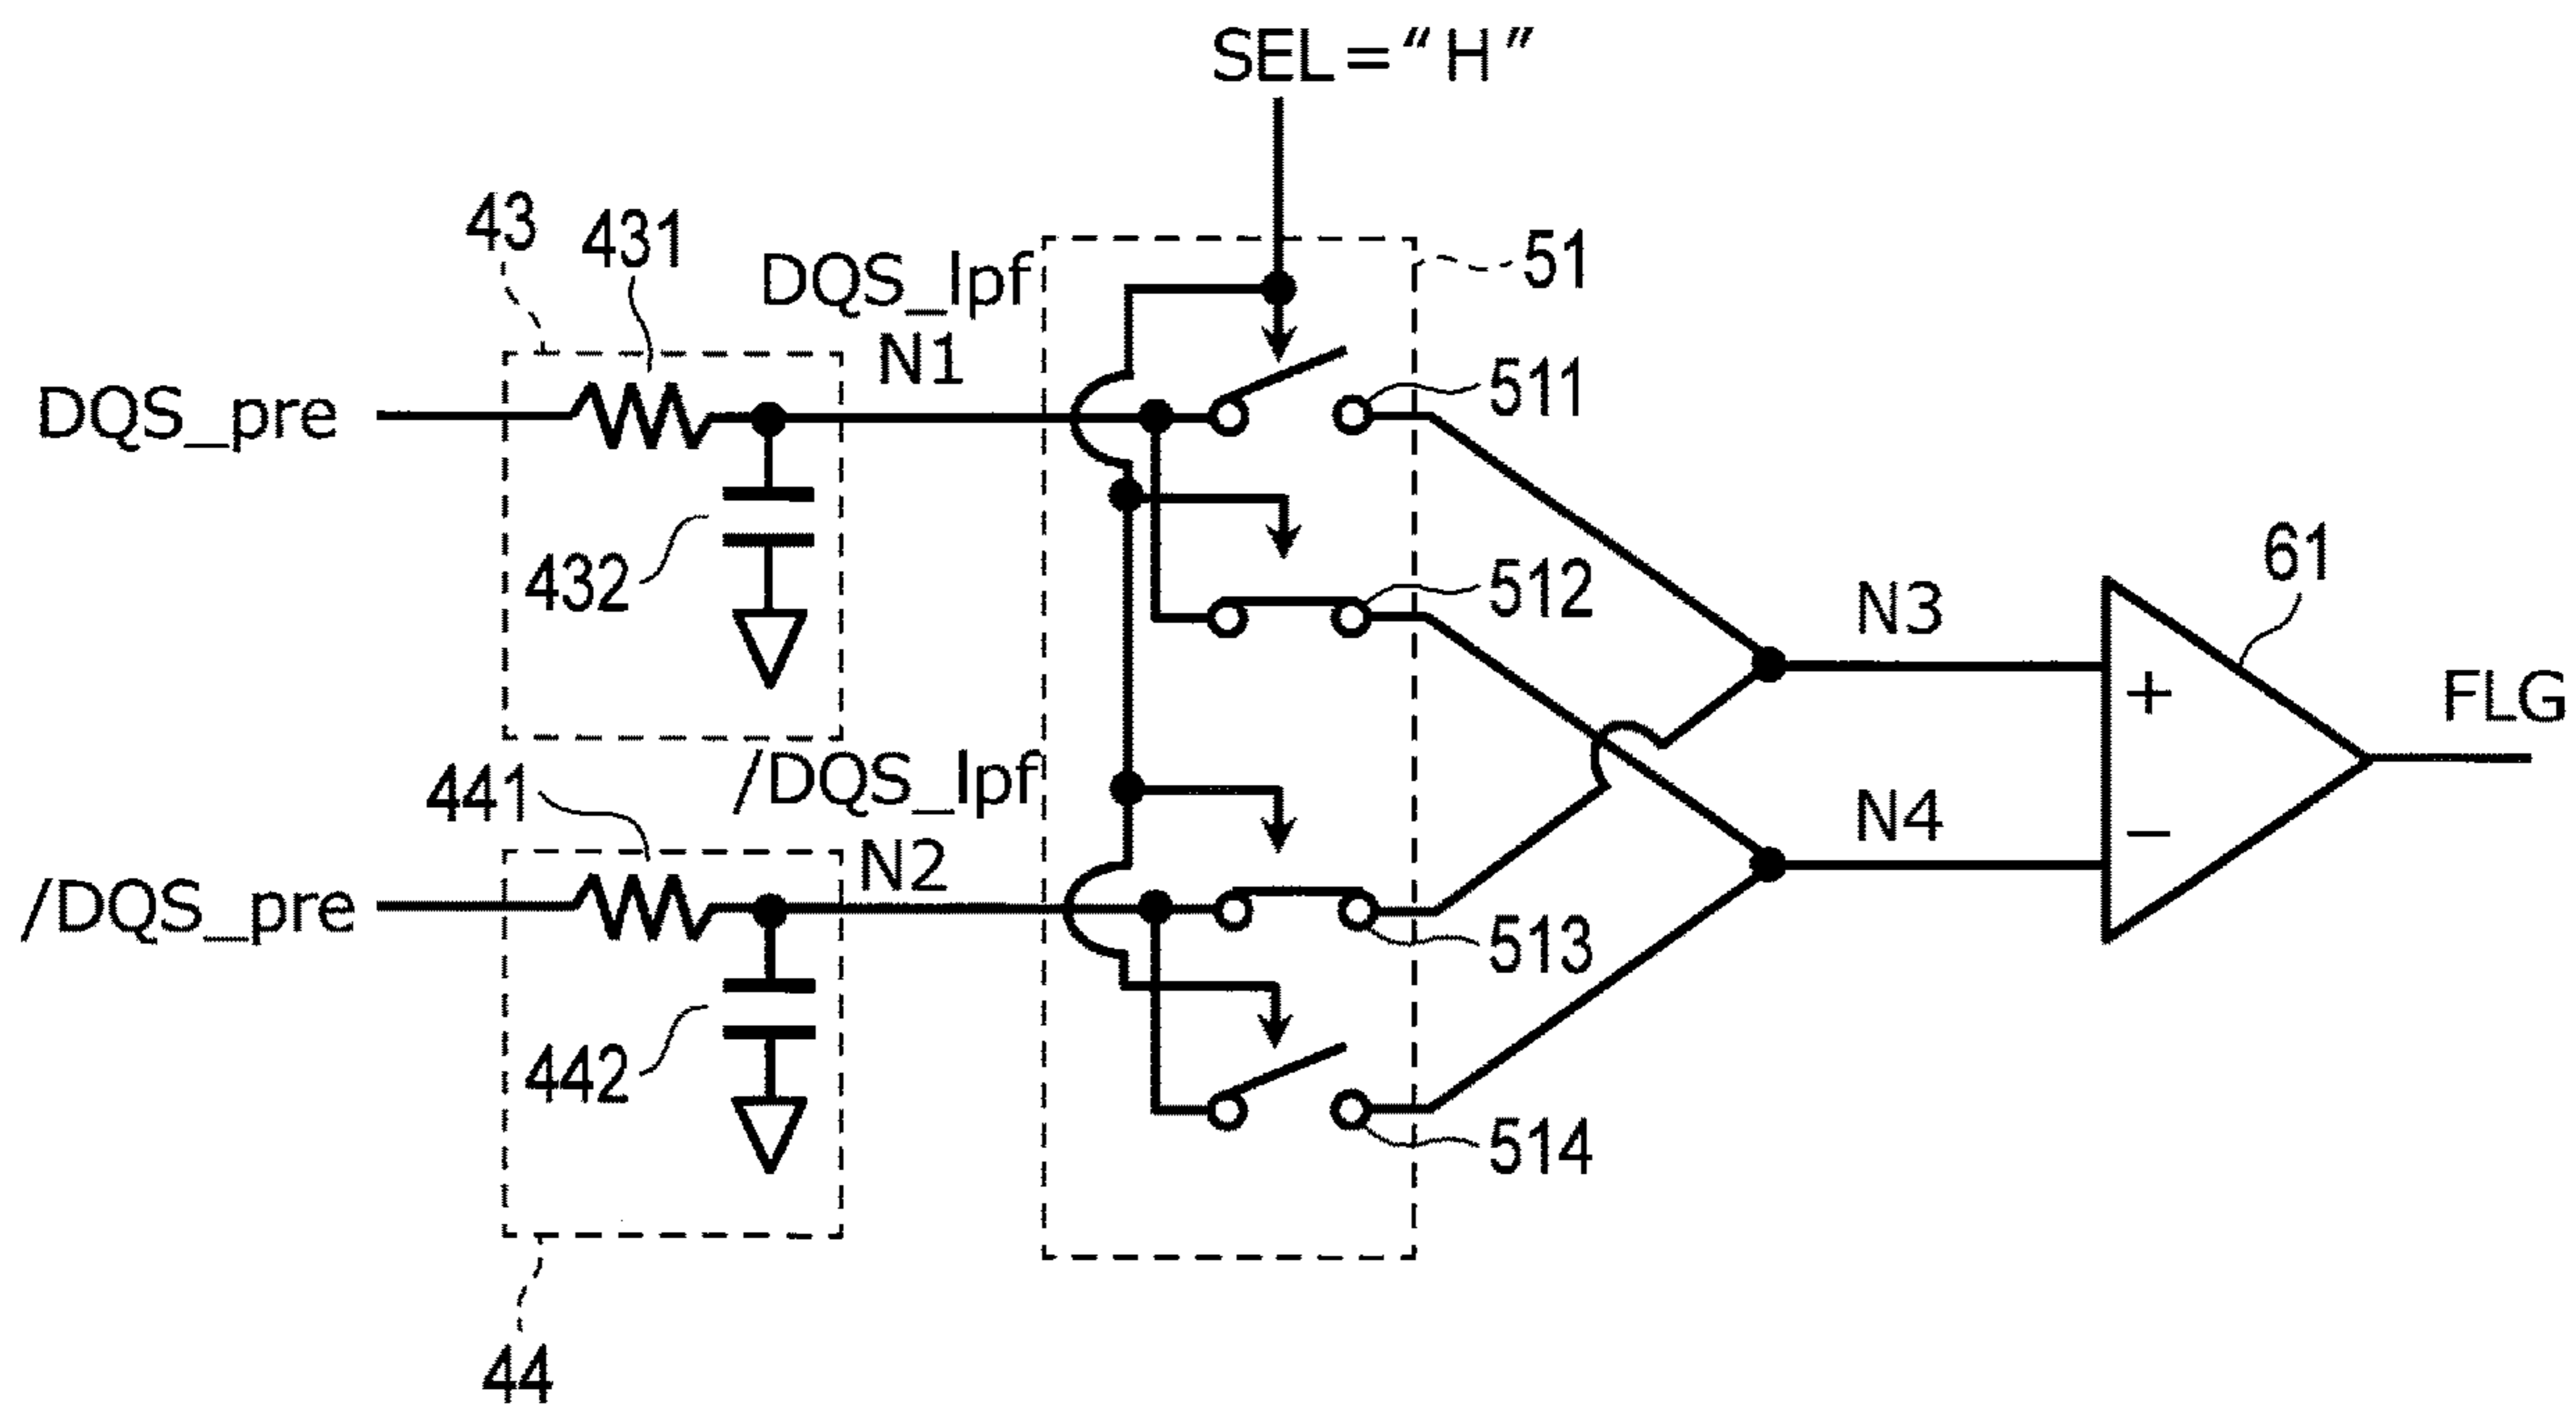 SEL="H"
43
431
DQS_lpf
51
N1
511
DQS_pre
432
512
61
N3
+
FLG
/DQS_lpf
441
N4
−
N2
/DQS_pre
513
442
514
44